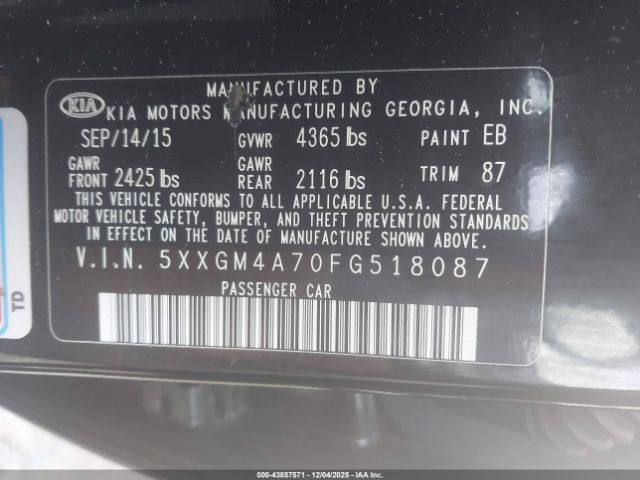 MANUFACTURED BY
KIA KIA MOTORS MANUFACTURING GEORGIA, INC.
SEP/14/15 GVWR 4365 lbs PAINT EB
GAWR FRONT 2425 lbs GAWR REAR 2116 lbs TRIM 87
THIS VEHICLE CONFORMS TO ALL APPLICABLE U.S.A. FEDERAL
MOTOR VEHICLE SAFETY, BUMPER, AND THEFT PREVENTION STANDARDS
IN EFFECT ON THE DATE OF MANUFACTURE SHOWN ABOVE.
V.I.N. 5XXGM4A70FG518087
PASSENGER CAR
TD
000-43857571 - 12/04/2025 - IAAI.COM